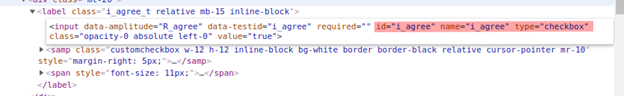 <div class="mt-20">
▼<label class="i_agree_t relative mb-15 inline-block">
<input data-amplitude="R_agree" data-testid="i_agree" required="" id="i_agree" name="i_agree" type="checkbox"
class="opacity-0 absolute left-0" value="true">
▶<samp class="customcheckbox w-12 h-12 inline-block bg-white border border-black relative cursor-pointer mr-10"
style="margin-right: 5px;">…</samp>
▶<span style="font-size: 11px;">…</span>
</label>
</div>